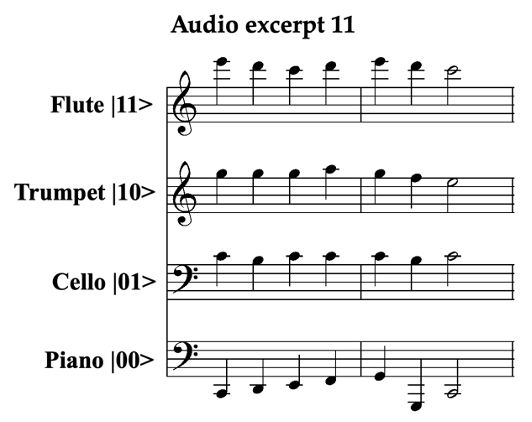 Audio excerpt 11
Flute |11>
Trumpet |10>
Cello |01>
Piano |00>